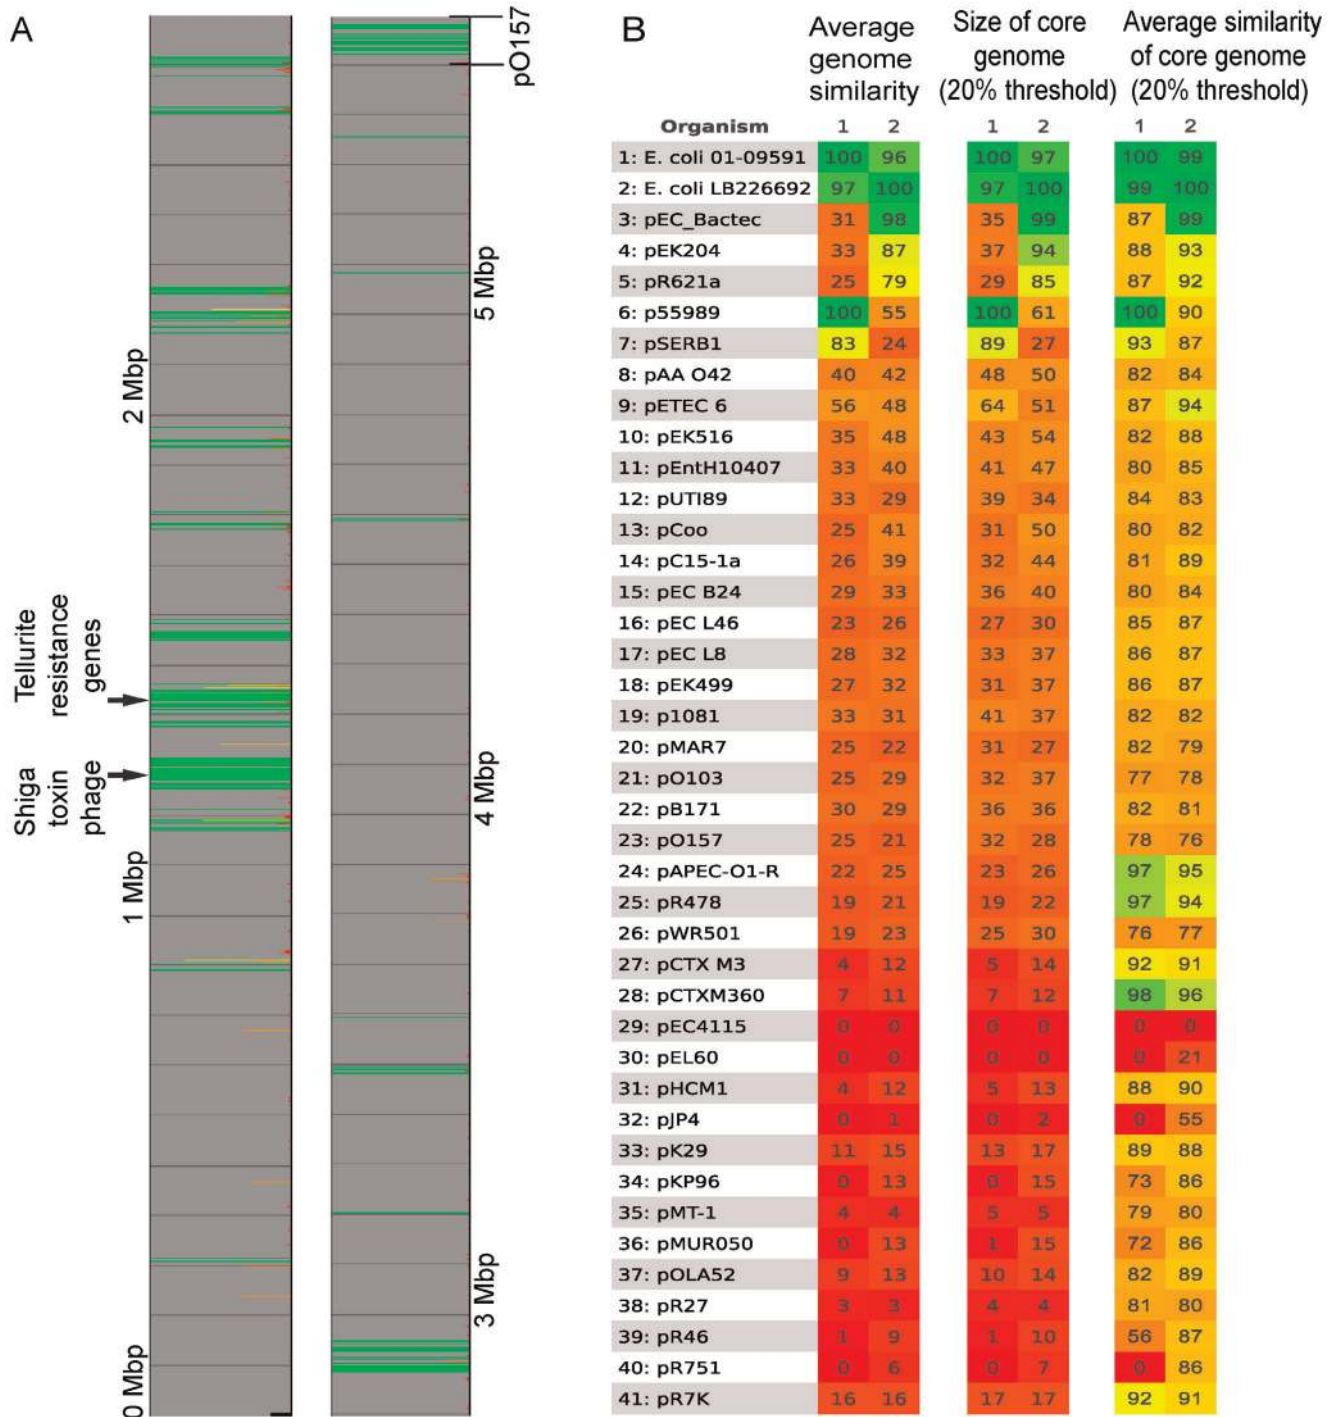 A
pO157
5 Mbp
2 Mbp
Tellurite
resistance
genes
4 Mbp
Shiga
toxin
phage
1 Mbp
3 Mbp
0 Mbp
B
Average
genome
similarity
Size of core
genome
(20% threshold)
Average similarity
of core genome
(20% threshold)
Organism 1 2 1 2 1 2
1: E. coli 01-09591 100 96 100 97 100 99
2: E. coli LB226692 97 100 97 100 99 100
3: pEC_Bactec 31 98 35 99 87 99
4: pEK204 33 87 37 94 88 93
5: pR621a 25 79 29 85 87 92
6: p55989 100 55 100 61 100 90
7: pSERB1 83 24 89 27 93 87
8: pAA O42 40 42 48 50 82 84
9: pETEC 6 56 48 64 51 87 94
10: pEK516 35 48 43 54 82 88
11: pEntH10407 33 40 41 47 80 85
12: pUTI89 33 29 39 34 84 83
13: pCoo 25 41 31 50 80 82
14: pC15-1a 26 39 32 44 81 89
15: pEC B24 29 33 36 40 80 84
16: pEC L46 23 26 27 30 85 87
17: pEC L8 28 32 33 37 86 87
18: pEK499 27 32 31 37 86 87
19: p1081 33 31 41 37 82 82
20: pMAR7 25 22 31 27 82 79
21: pO103 25 29 32 37 77 78
22: pB171 30 29 36 36 82 81
23: pO157 25 21 32 28 78 76
24: pAPEC-O1-R 22 25 23 26 97 95
25: pR478 19 21 19 22 97 94
26: pWR501 19 23 25 30 76 77
27: pCTX M3 4 12 5 14 92 91
28: pCTXM360 7 11 7 12 98 96
29: pEC4115 0 0 0 0 0 0
30: pEL60 0 0 0 0 0 21
31: pHCM1 4 12 5 13 88 90
32: pJP4 0 1 0 2 0 55
33: pK29 11 15 13 17 89 88
34: pKP96 0 13 0 15 73 86
35: pMT-1 4 4 5 5 79 80
36: pMUR050 0 13 1 15 72 86
37: pOLA52 9 13 10 14 82 89
38: pR27 3 3 4 4 81 80
39: pR46 1 9 1 10 56 87
40: pR751 0 6 0 7 0 86
41: pR7K 16 16 17 17 92 91